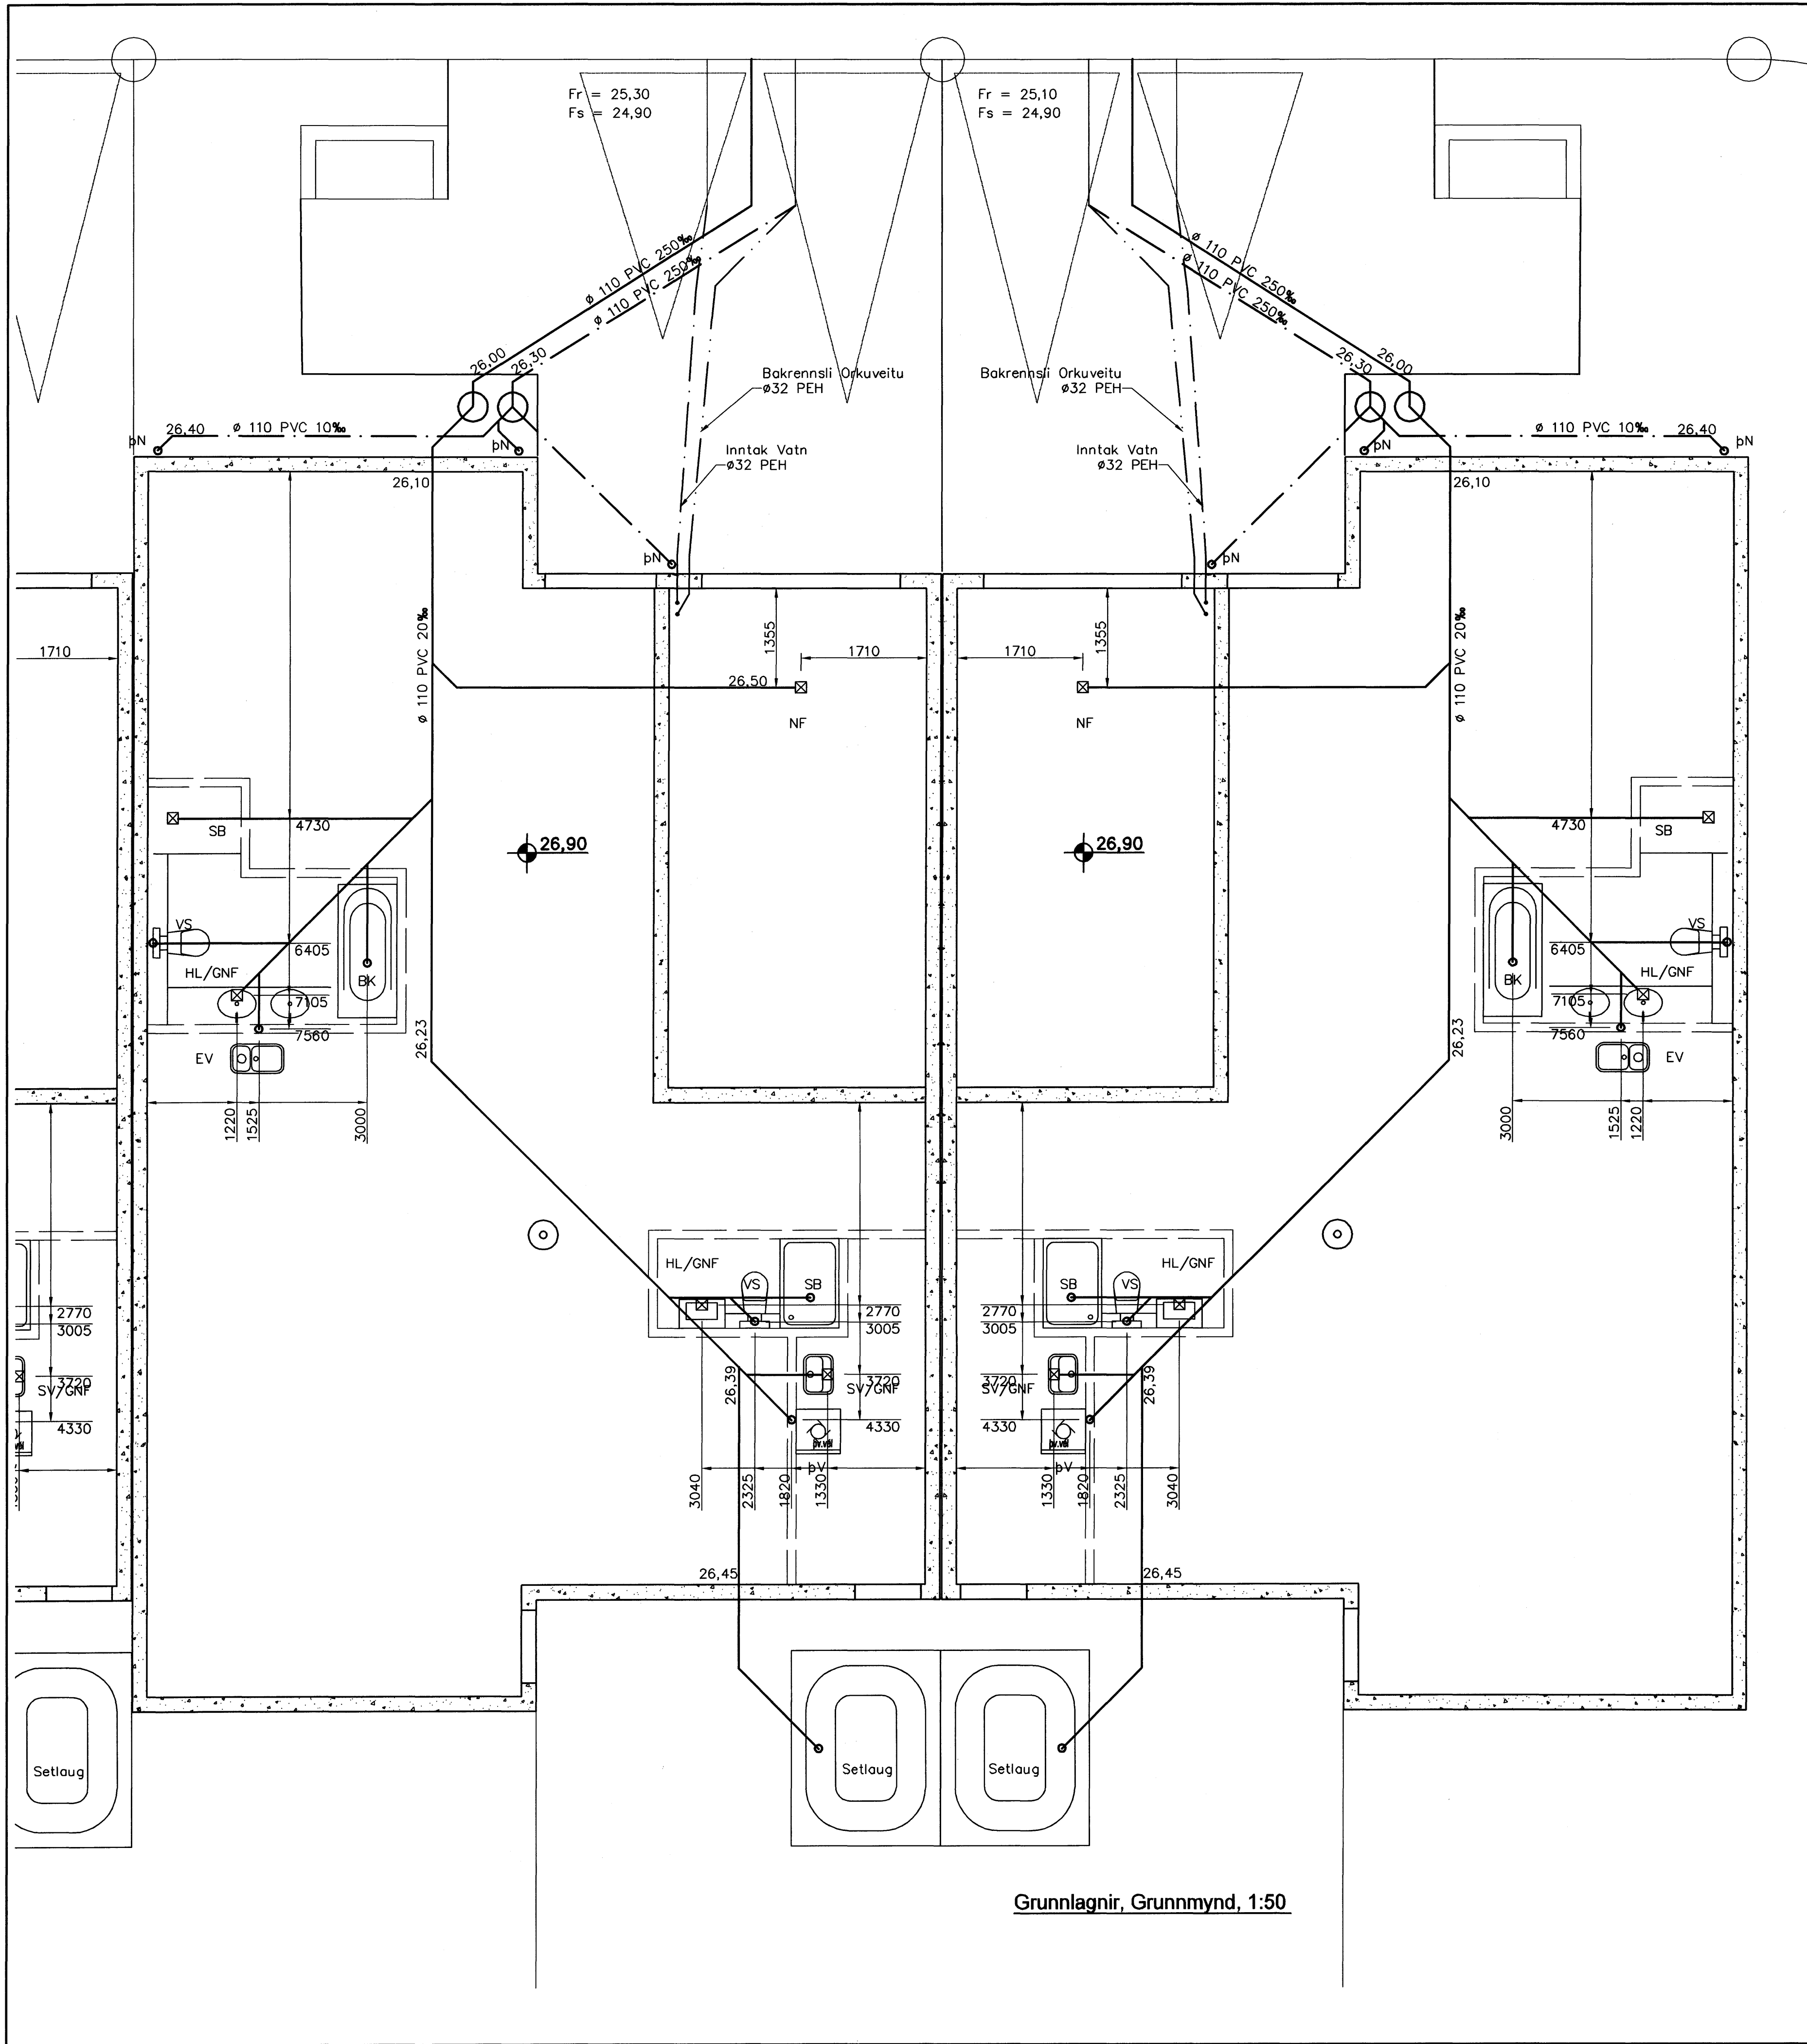 Fr = 25,30
Fs = 24,90
Fr = 25,10
Fs = 24,90
ø 110 PVC 250‰
ø 110 PVC 250‰
ø 110 PVC 250‰
ø 110 PVC 250‰
26,00
26,30
26,30
26,00
Bakrennsli Orkuveitu
ø32 PEH
Bakrennsli Orkuveitu
ø32 PEH
þN
26,40
ø 110 PVC 10‰
þN
þN
ø 110 PVC 10‰
26,40
þN
Inntak Vatn
ø32 PEH
Inntak Vatn
ø32 PEH
26,10
26,10
þN
þN
ø 110 PVC 20‰
1355
1355
ø 110 PVC 20‰
1710
1710
1710
26,50
NF
NF
SB
4730
26,90
26,90
4730
SB
VS
6405
HL/GNF
BK
7105
7560
EV
26,23
VS
6405
HL/GNF
BK
7105
7560
EV
26,23
1220
1525
3000
3000
1525
1220
HL/GNF
VS
SB
SB
VS
HL/GNF
2770
3005
3720
SV/GNF
4330
2770
3005
3720
SV/GNF
4330
2770
3005
3720
SV/GNF
4330
26,39
26,39
þv.vél
þv.vél
þV
þV
3040
2325
1820
1330
1330
1820
2325
3040
26,45
26,45
Setlaug
Setlaug
Setlaug
Grunnlagnir, Grunnmynd, 1:50